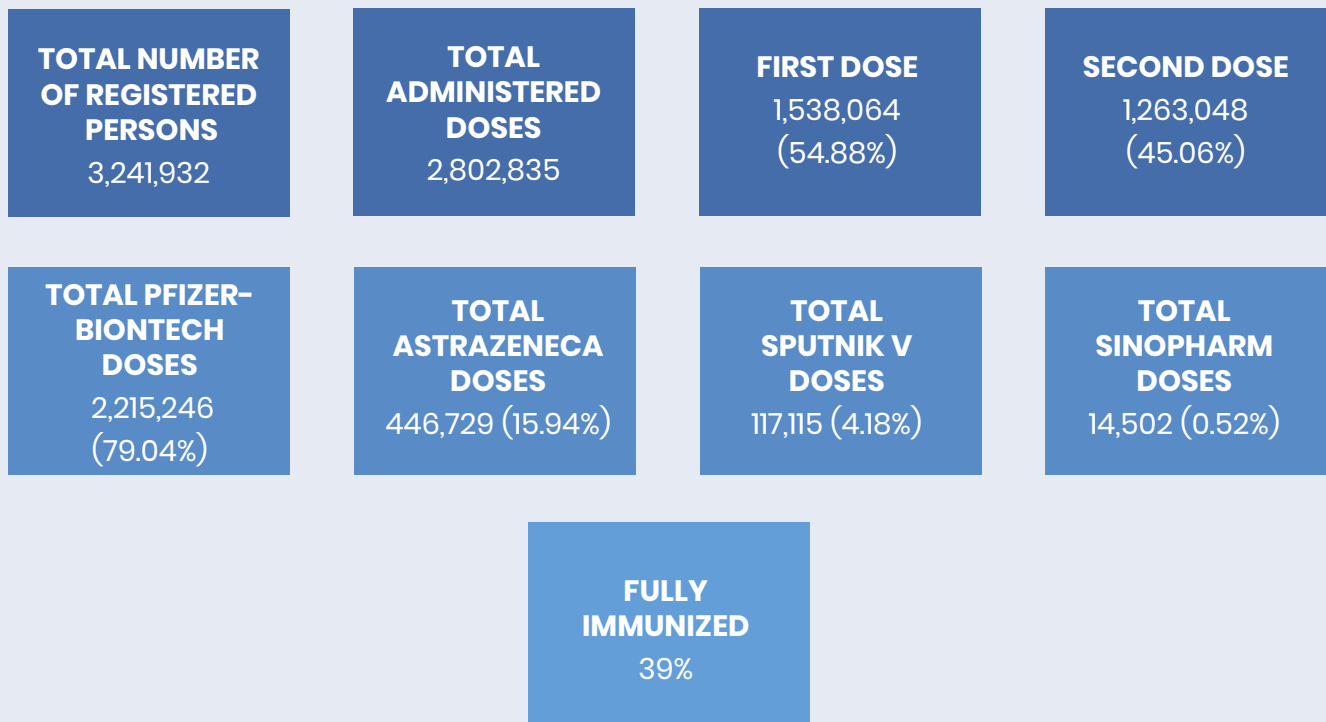 TOTAL NUMBER
OF REGISTERED
PERSONS
3,241,932
TOTAL
ADMINISTERED
DOSES
2,802,835
FIRST DOSE
1,538,064
(54.88%)
SECOND DOSE
1,263,048
(45.06%)
TOTAL PFIZER-
BIONTECH
DOSES
2,215,246
(79.04%)
TOTAL
ASTRAZENECA
DOSES
446,729 (15.94%)
TOTAL
SPUTNIK V
DOSES
117,115 (4.18%)
TOTAL
SINOPHARM
DOSES
14,502 (0.52%)
FULLY
IMMUNIZED
39%